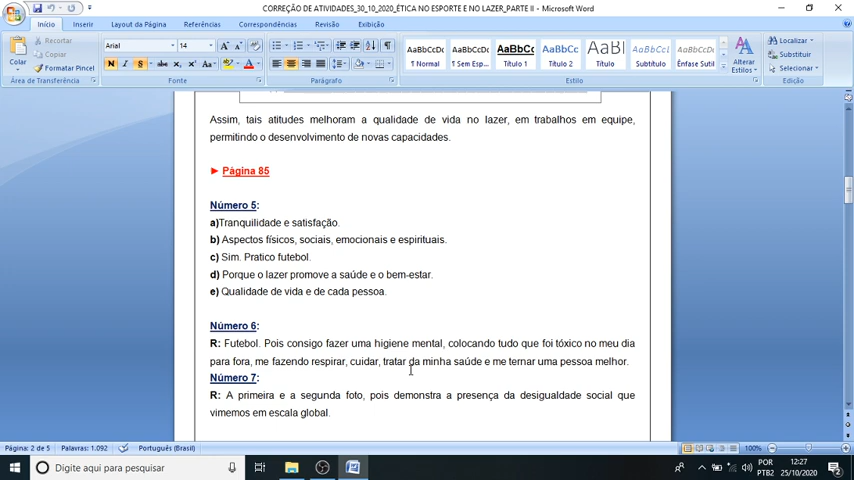 CORREÇÃO DE ATIVIDADES_30_10_2020_ÉTICA NO ESPORTE E NO LAZER_PARTE II - Microsoft Word
Início Inserir Layout da Página Referências Correspondências Revisão Exibição
Colar
Recortar
Copiar
Formatar Pincel
Área de Transferência
Arial 14
N I S abc x₂ x² Aa
Fonte
Parágrafo
AaBbCcDc AaBbCcDc AaBbCc AaBbCc AaBl AaBbCcL AaBbCcDc
¶ Normal ¶ Sem Esp... Título 1 Título 2 Título Subtítulo Ênfase Sutil
Estilo
Alterar Estilos
Localizar
Substituir
Selecionar
Edição
Assim, tais atitudes melhoram a qualidade de vida no lazer, em trabalhos em equipe,
permitindo o desenvolvimento de novas capacidades.
► Página 85
Número 5:
a)Tranquilidade e satisfação.
b) Aspectos físicos, sociais, emocionais e espirituais.
c) Sim. Pratico futebol.
d) Porque o lazer promove a saúde e o bem-estar.
e) Qualidade de vida e de cada pessoa.
Número 6:
R: Futebol. Pois consigo fazer uma higiene mental, colocando tudo que foi tóxico no meu dia
para fora, me fazendo respirar, cuidar, tratar da minha saúde e me ternar uma pessoa melhor.
Número 7:
R: A primeira e a segunda foto, pois demonstra a presença da desigualdade social que
vimemos em escala global.
Página: 2 de 5 Palavras: 1.092 Português (Brasil) 100%
Digite aqui para pesquisar
POR
PTB2
12:27
25/10/2020
2